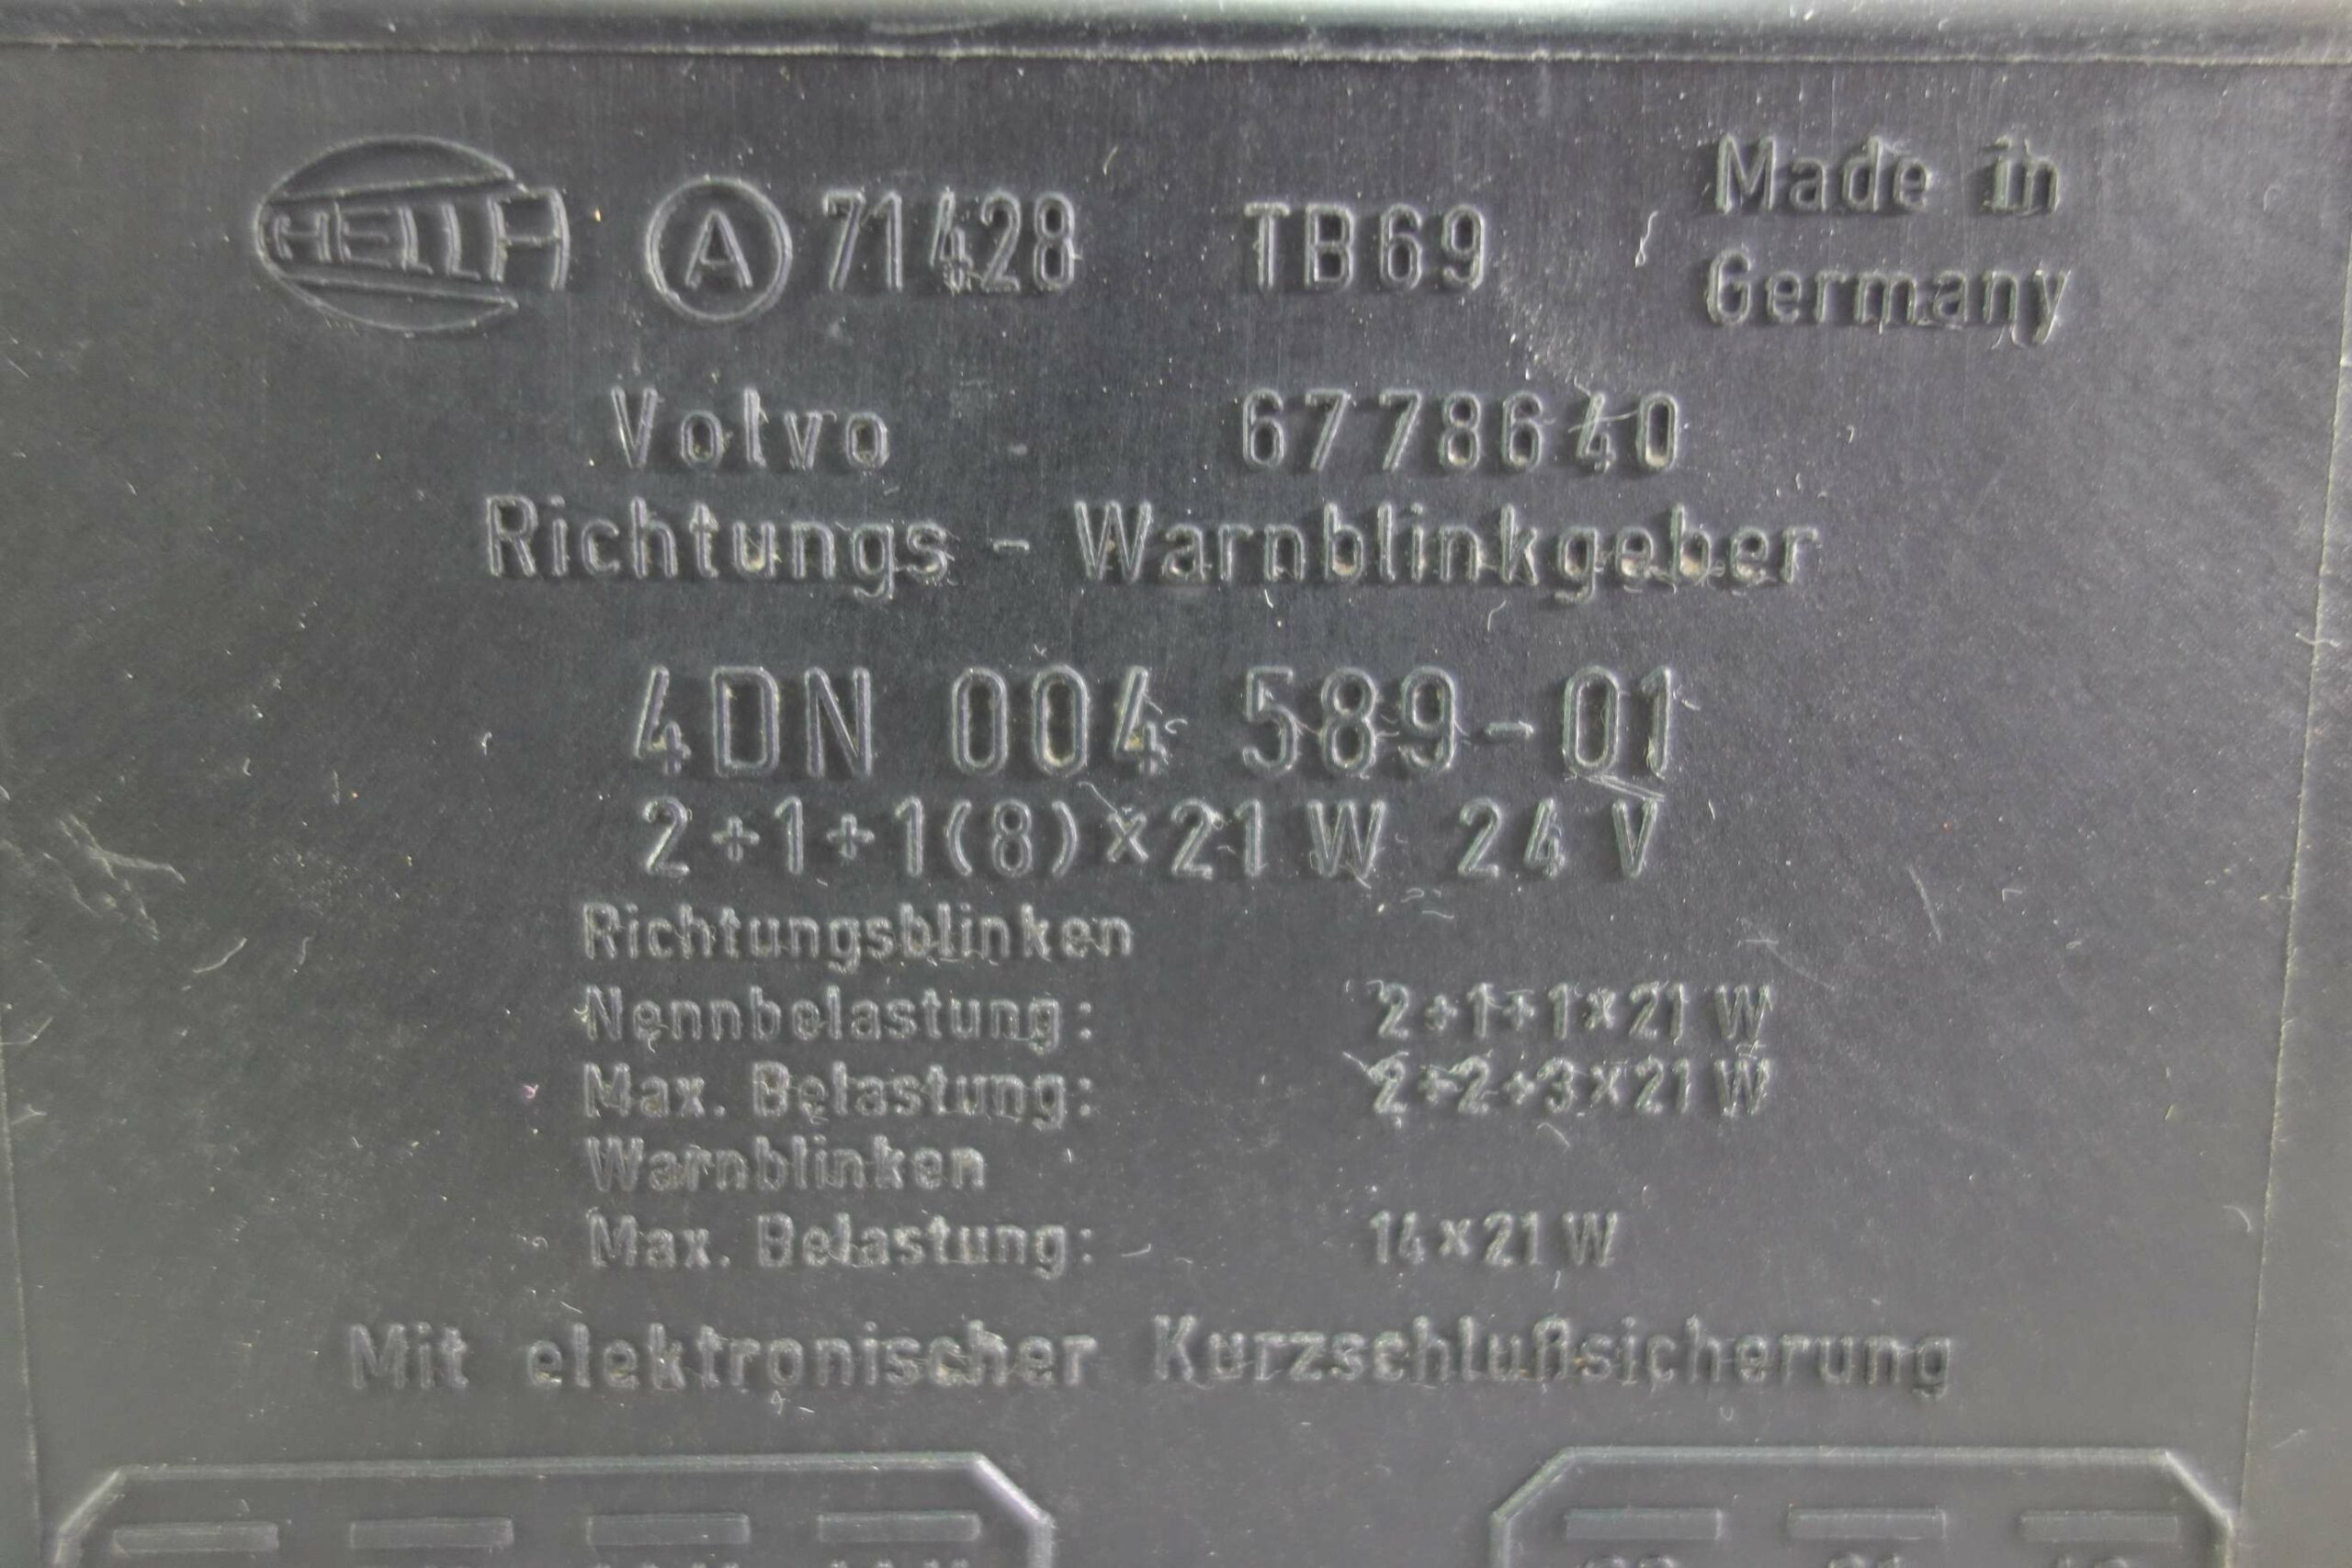 HELLA Ⓐ 71428 TB69 Made in
Germany
Volvo 6778640
Richtungs - Warnblinkgeber
4DN 004 589-01
2+1+1(8)×21 W 24 V
Richtungsblinken
Nennbelastung: 2+1+1×21 W
Max. Belastung: 2+2+3×21 W
Warnblinken
Max. Belastung: 14×21 W
Mit elektronischer Kurzschlußsicherung